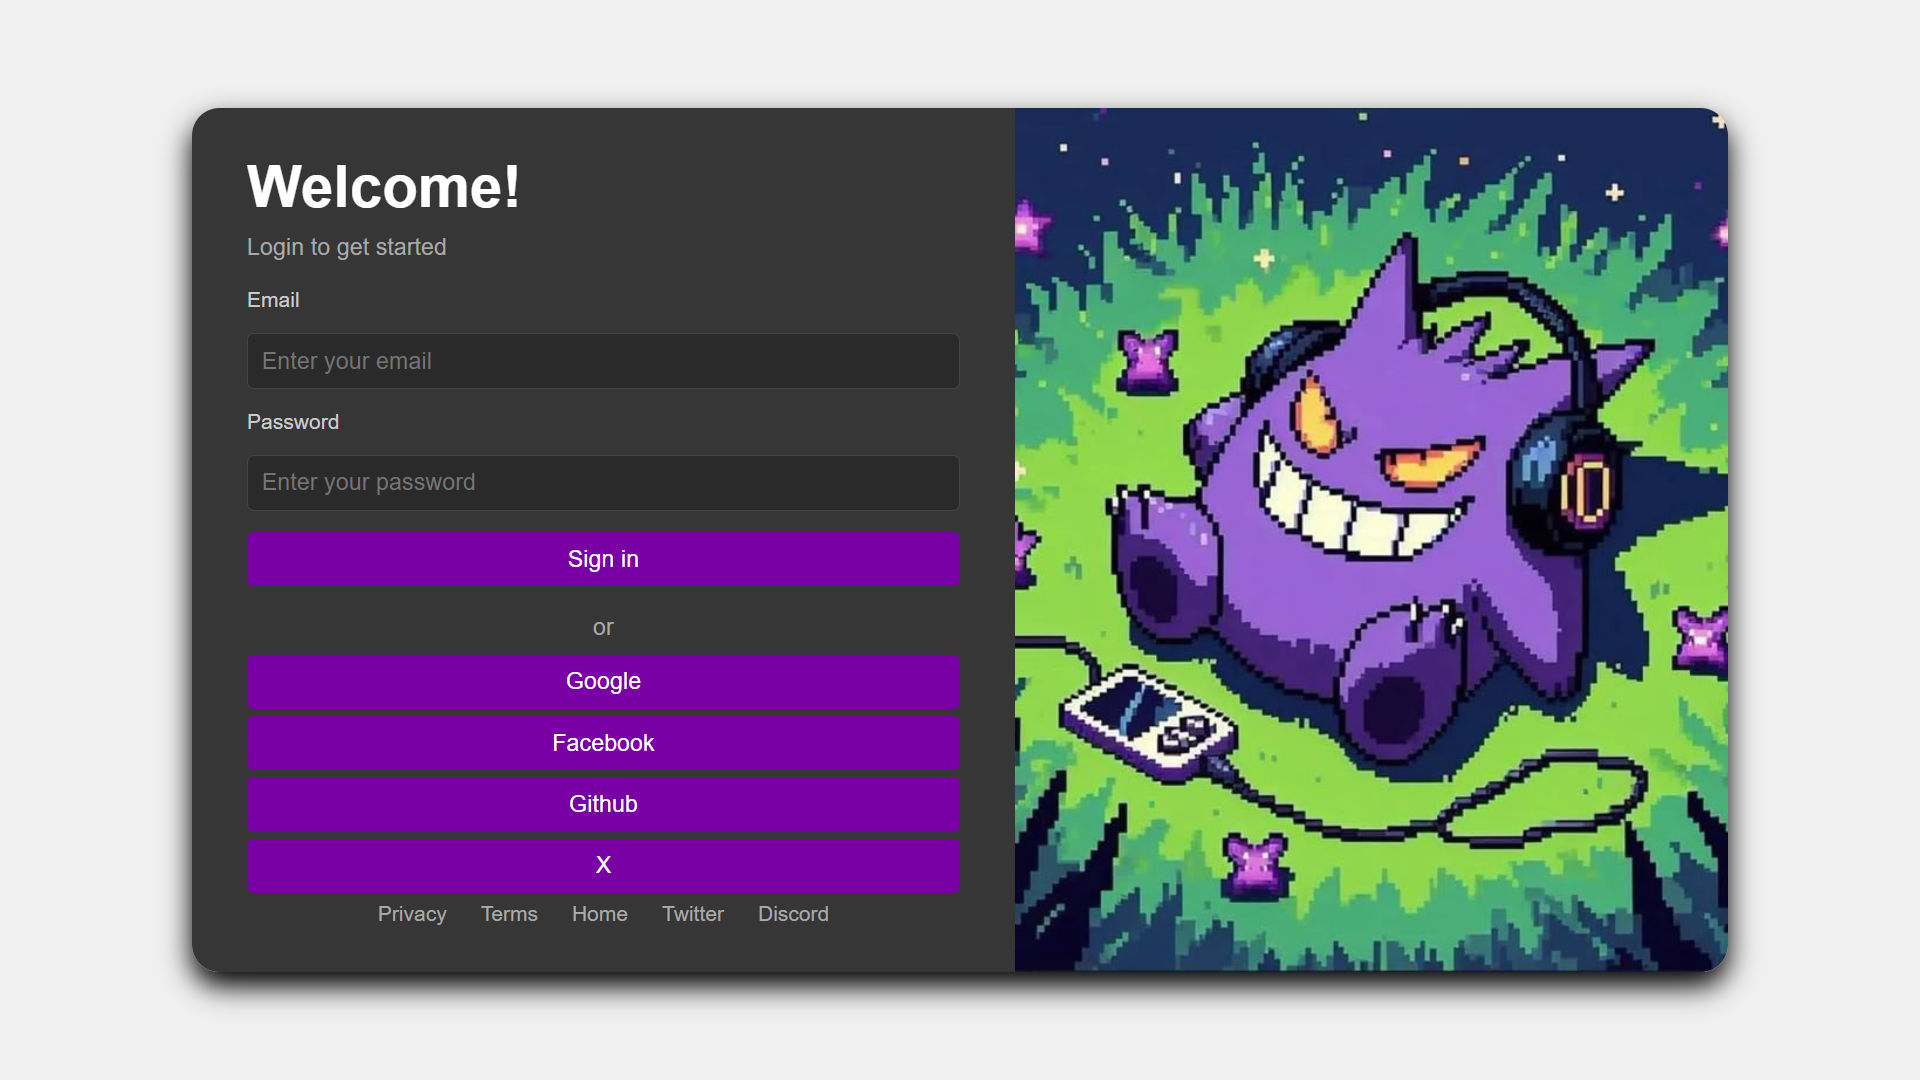 Welcome!
Login to get started
Email
Enter your email
Password
Enter your password
Sign in
or
Google
Facebook
Github
X
Privacy Terms Home Twitter Discord